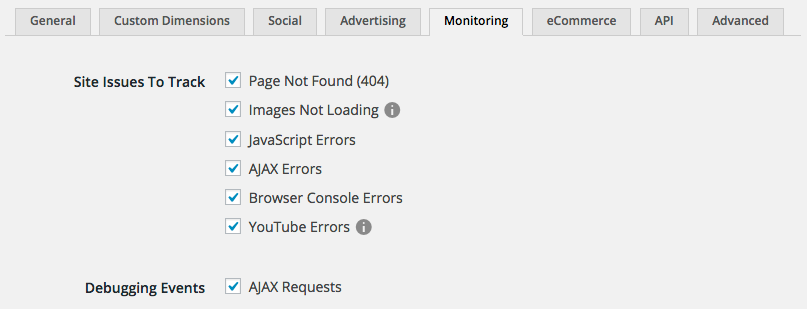 General Custom Dimensions Social Advertising Monitoring eCommerce API Advanced
Site Issues To Track Page Not Found (404)
Images Not Loading
JavaScript Errors
AJAX Errors
Browser Console Errors
YouTube Errors
Debugging Events AJAX Requests